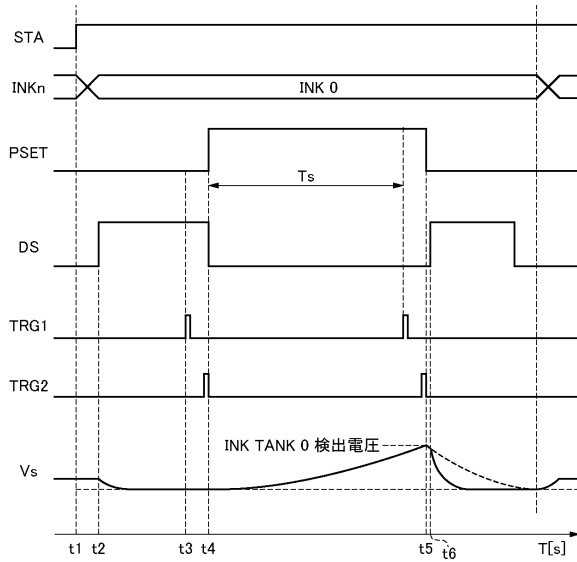 STA
INKn
INK 0
PSET
Ts
DS
TRG1
TRG2
INK TANK 0 検出電圧
Vs
t1 t2 t3 t4 t5 t6 T[s]